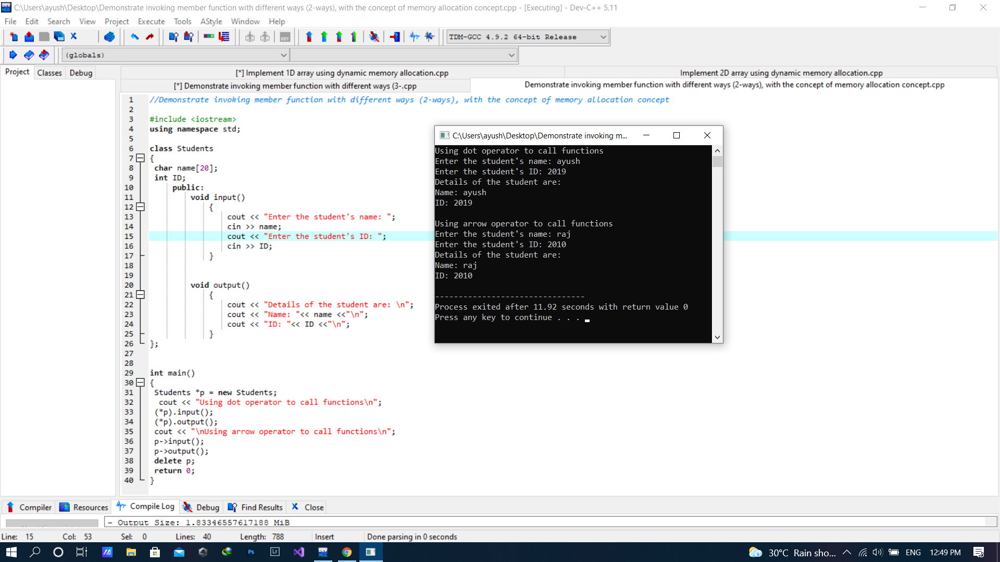 C:\Users\ayush\Desktop\Demonstrate invoking member function with different ways (2-ways), with the concept of memory allocation concept.cpp - [Executing] - Dev-C++ 5.11
File Edit Search View Project Execute Tools AStyle Window Help
TDM-GCC 4.9.2 64-bit Release
(globals)
Project Classes Debug
[*] Implement 1D array using dynamic memory allocation.cpp
Implement 2D array using dynamic memory allocation.cpp
[*] Demonstrate invoking member function with different ways (3-.cpp
Demonstrate invoking member function with different ways (2-ways), with the concept of memory allocation concept.cpp
1 //Demonstrate invoking member function with different ways (2-ways), with the concept of memory allocation concept
2
3 #include <iostream>
4 using namespace std;
5
6 class Students
7 {
8 char name[20];
9 int ID;
10 public:
11 void input()
12 {
13 cout << "Enter the student's name: ";
14 cin >> name;
15 cout << "Enter the student's ID: ";
16 cin >> ID;
17 }
18
19
20 void output()
21 {
22 cout << "Details of the student are: \n";
23 cout << "Name: "<< name <<"\n";
24 cout << "ID: "<< ID <<"\n";
25 }
26 };
27
28
29 int main()
30 {
31 Students *p = new Students;
32 cout << "Using dot operator to call functions\n";
33 (*p).input();
34 (*p).output();
35 cout << "\nUsing arrow operator to call functions\n";
36 p->input();
37 p->output();
38 delete p;
39 return 0;
40 }
C:\Users\ayush\Desktop\Demonstrate invoking m...
Using dot operator to call functions
Enter the student's name: ayush
Enter the student's ID: 2019
Details of the student are:
Name: ayush
ID: 2019
Using arrow operator to call functions
Enter the student's name: raj
Enter the student's ID: 2010
Details of the student are:
Name: raj
ID: 2010
--------------------------------
Process exited after 11.92 seconds with return value 0
Press any key to continue . . .
Compiler Resources Compile Log Debug Find Results Close
- Output Size: 1.83346557617188 MiB
Line: 15 Col: 53 Sel: 0 Lines: 40 Length: 788 Insert Done parsing in 0 seconds
Ps Lr DEV
30°C Rain sho... ENG 12:49 PM